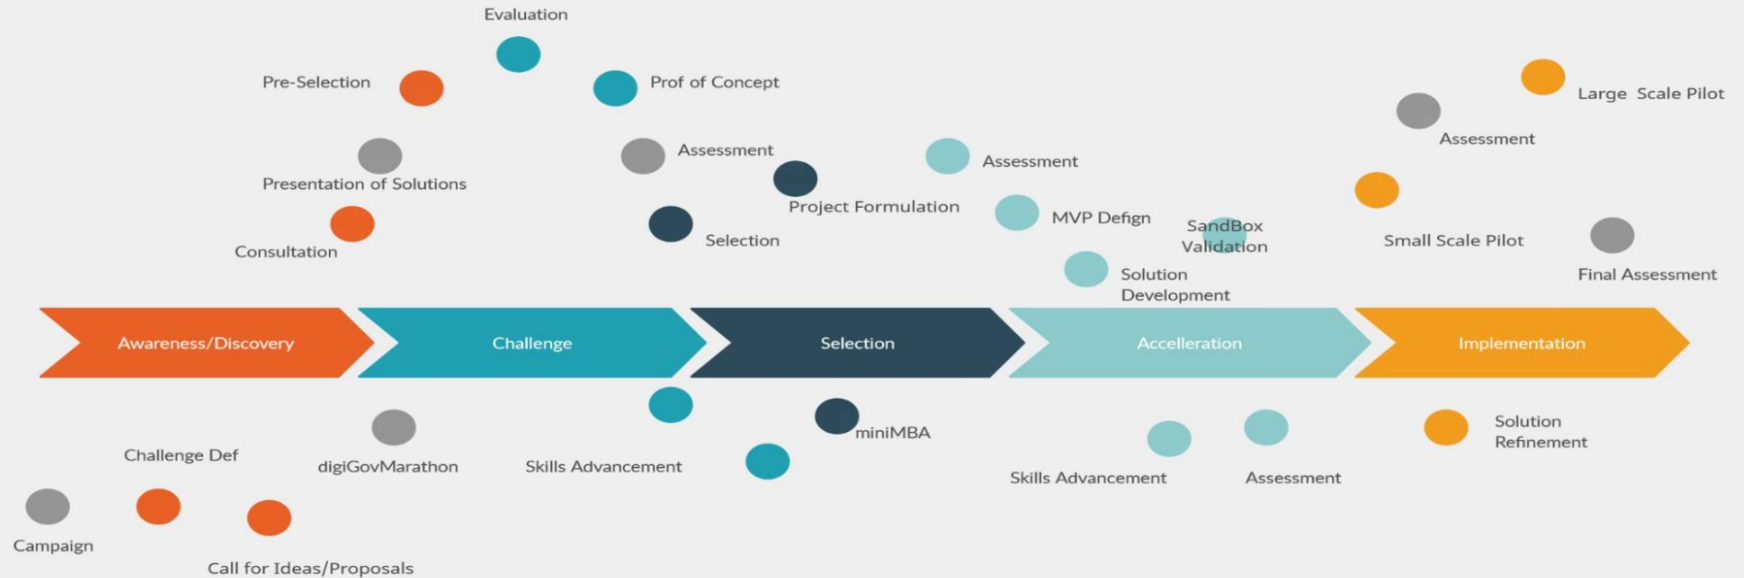 Evaluation
Pre-Selection
Prof of Concept
Large  Scale Pilot
Assessment
Assessment
Assessment
Presentation of Solutions
Project Formulation
MVP Defign
SandBox
Validation
Consultation
Selection
Small Scale Pilot
Solution
Development
Final Assessment
Awareness/Discovery
Challenge
Selection
Accelleration
Implementation
Challenge Def
digiGovMarathon
Skills Advancement
miniMBA
Skills Advancement
Assessment
Solution
Refinement
Campaign
Call for Ideas/Proposals